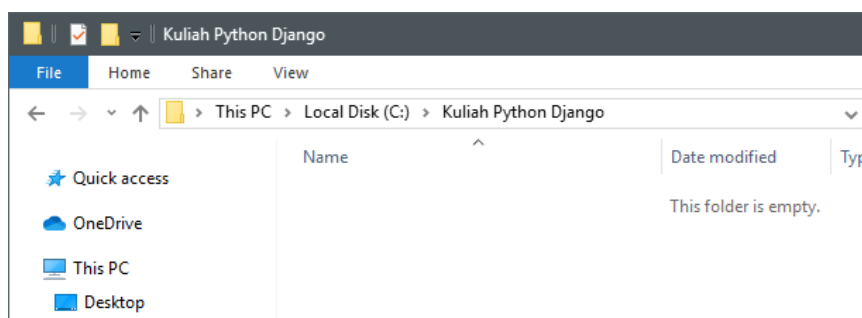 Kuliah Python Django
File Home Share View
This PC > Local Disk (C:) > Kuliah Python Django
Name Date modified Typ
Quick access
This folder is empty.
OneDrive
This PC
Desktop